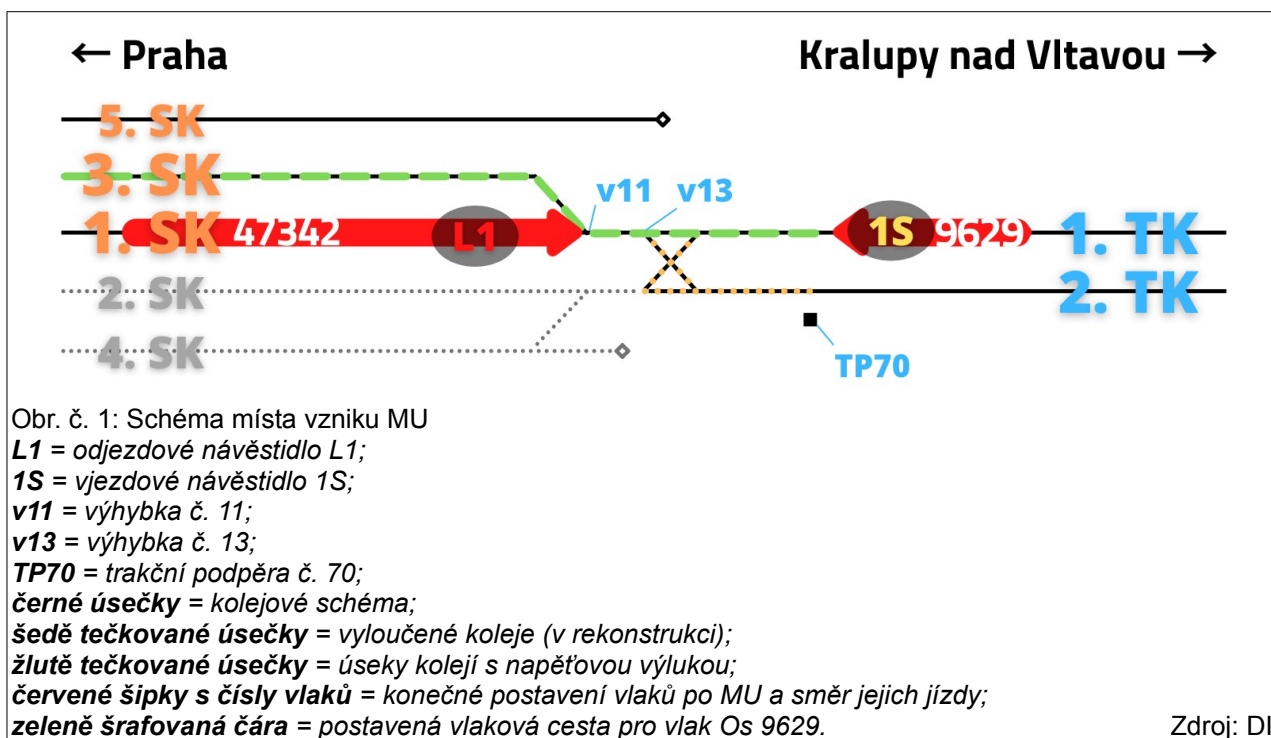 ← Praha
Kralupy nad Vltavou →
5. SK
3. SK
v11 v13
1. SK 47342 L1 1S 9629 1. TK
2. SK 2. TK
4. SK
TP70
Obr. č. 1: Schéma místa vzniku MU
L1 = odjezdové návěstidlo L1;
1S = vjezdové návěstidlo 1S;
v11 = výhybka č. 11;
v13 = výhybka č. 13;
TP70 = trakční podpěra č. 70;
černé úsečky = kolejové schéma;
šedě tečkované úsečky = vyloučené koleje (v rekonstrukci);
žlutě tečkované úsečky = úseky kolejí s napěťovou výlukou;
červené šipky s čísly vlaků = konečné postavení vlaků po MU a směr jejich jízdy;
zeleně šrafovaná čára = postavená vlaková cesta pro vlak Os 9629. Zdroj: DI